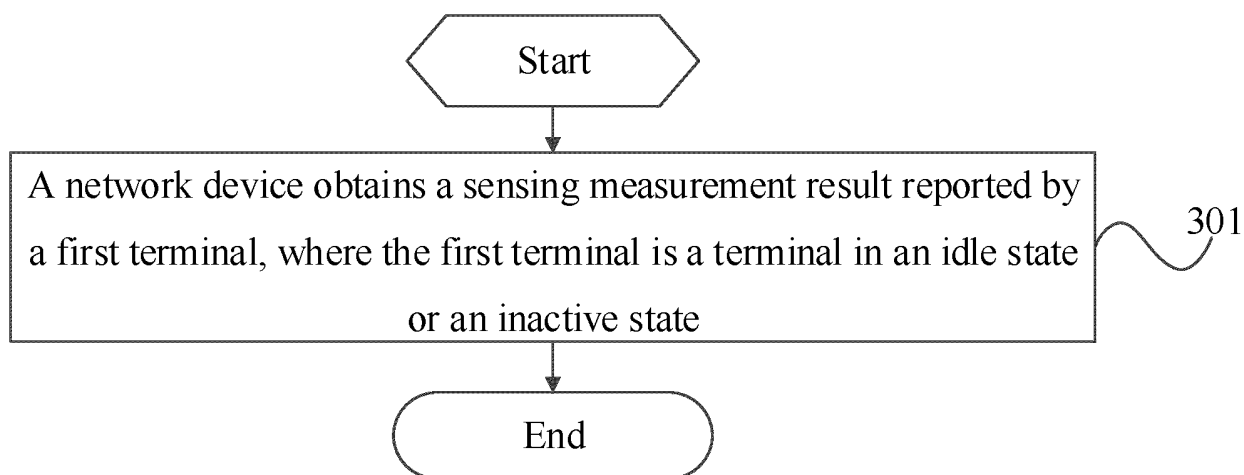 Start
A network device obtains a sensing measurement result reported by
a first terminal, where the first terminal is a terminal in an idle state
or an inactive state
301
End